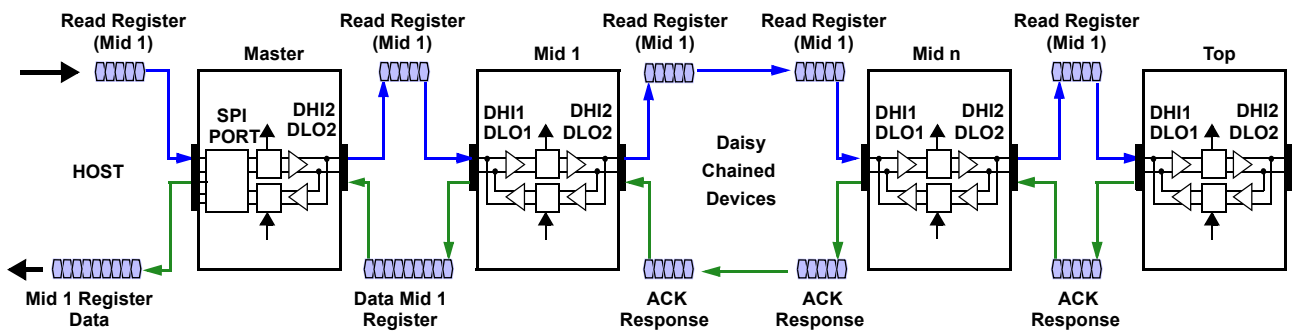 Read Register
(Mid 1)
Read Register
(Mid 1)
Read Register
(Mid 1)
Read Register
(Mid 1)
Read Register
(Mid 1)
Master
Mid 1
Mid n
Top
SPI
PORT
DHI2
DLO2
DHI1
DLO1
DHI2
DLO2
DHI1
DLO1
DHI2
DLO2
DHI1
DLO1
DHI2
DLO2
HOST
Daisy
Chained
Devices
Mid 1 Register
Data
Data Mid 1
Register
ACK
Response
ACK
Response
ACK
Response